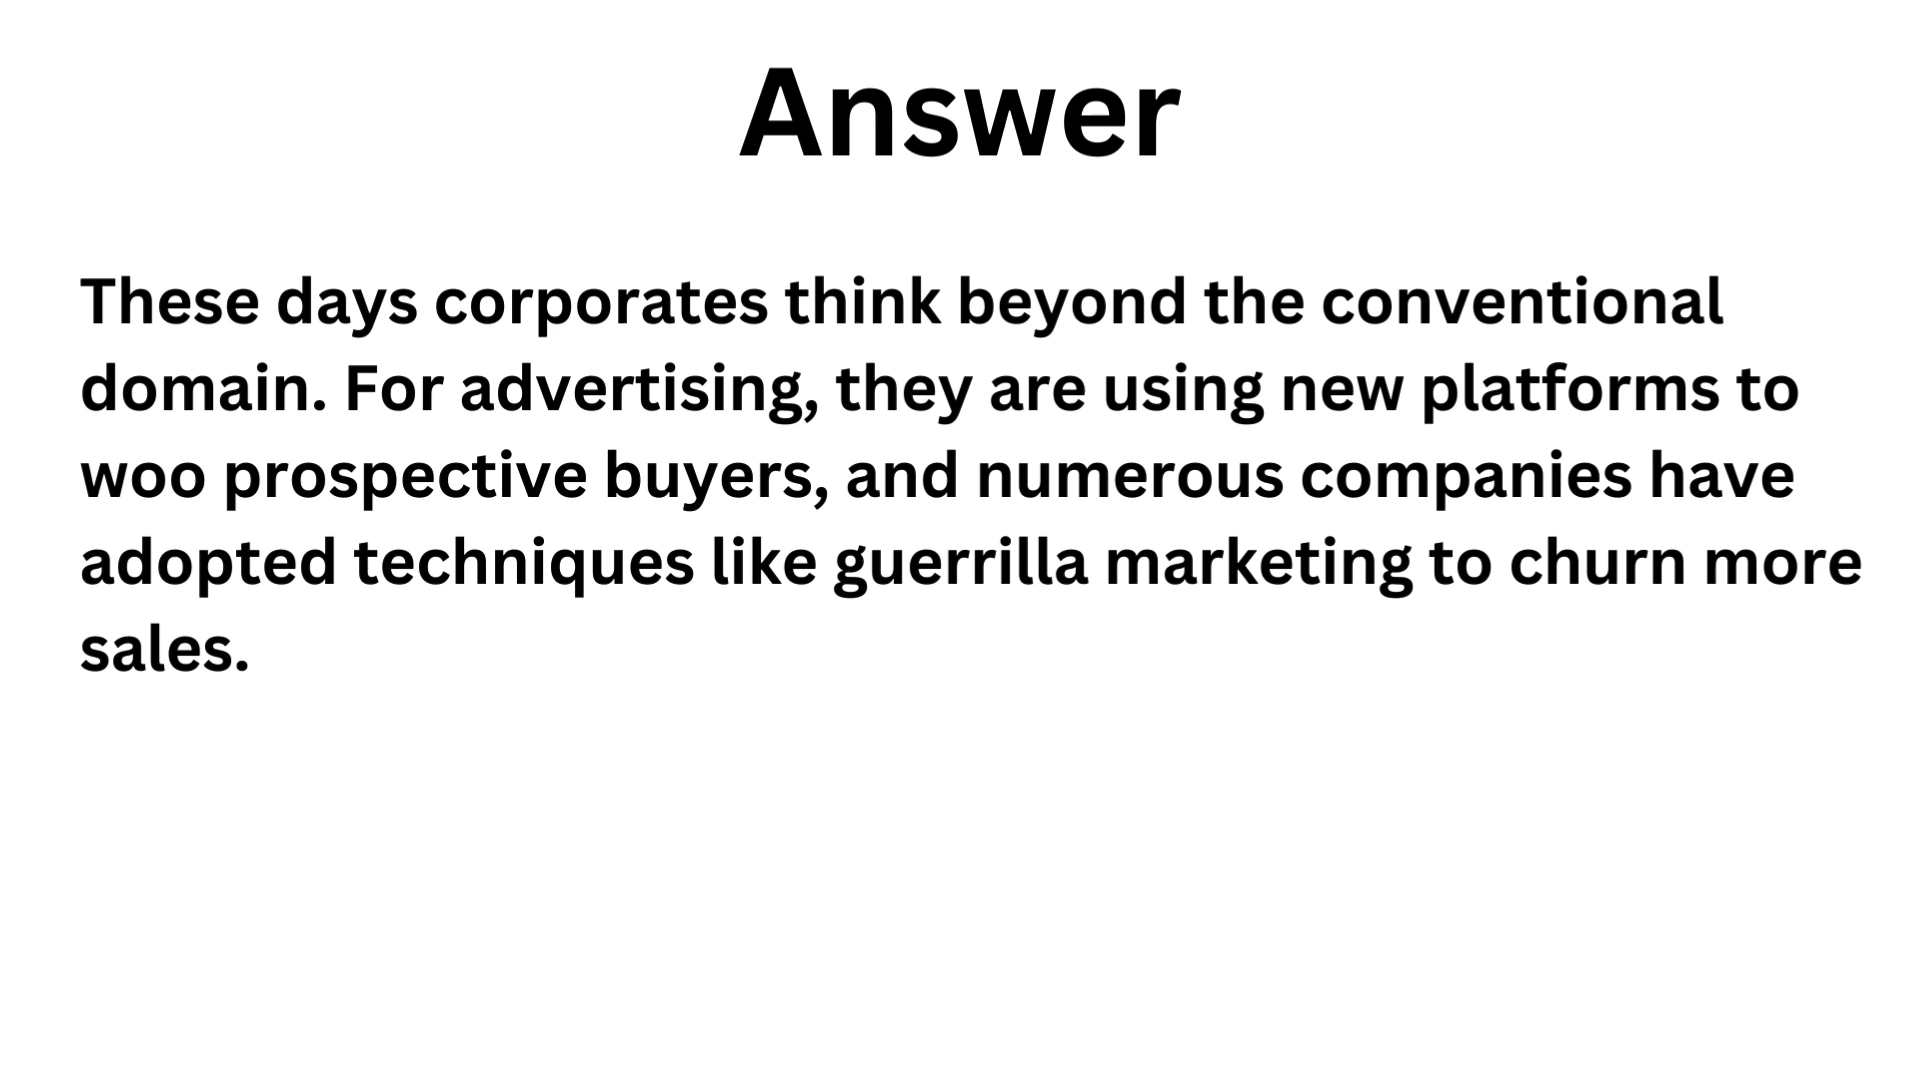 Answer
These days corporates think beyond the conventional
domain. For advertising, they are using new platforms to
woo prospective buyers, and numerous companies have
adopted techniques like guerrilla marketing to churn more
sales.